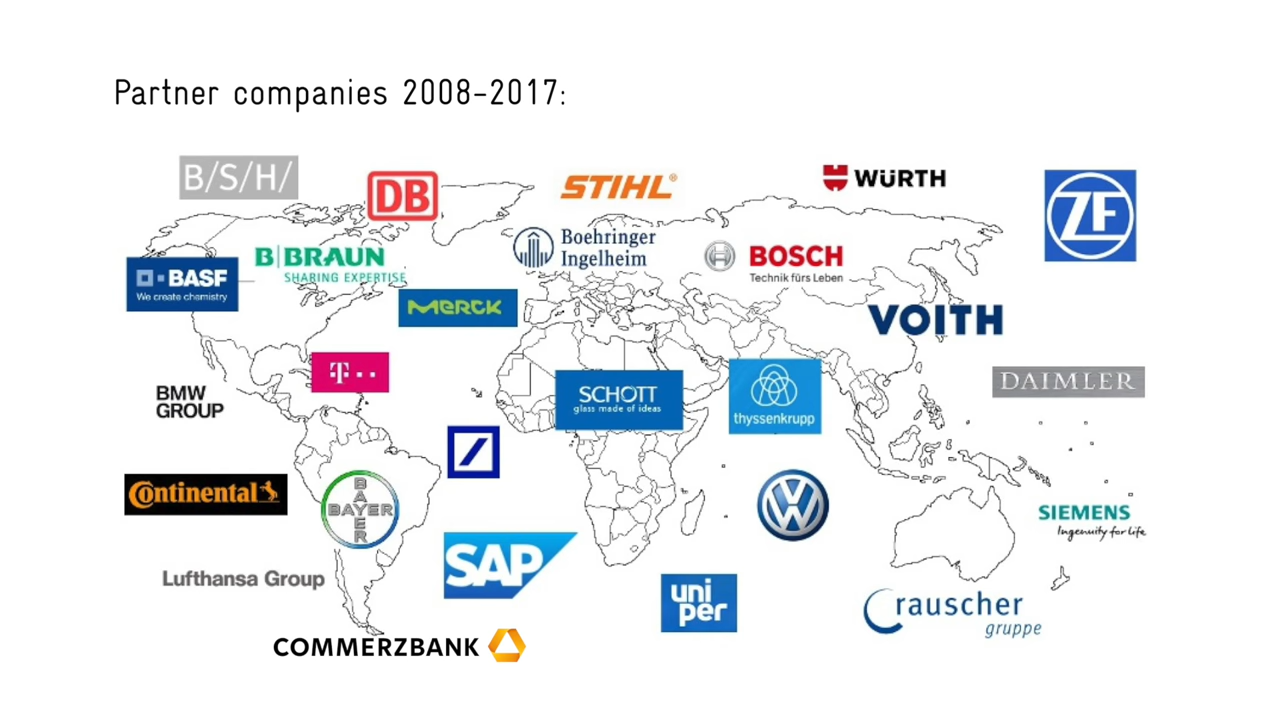 Partner companies 2008-2017:
B/S/H/
DB
STIHL®
WÜRTH
ZF
B|BRAUN
SHARING EXPERTISE
Boehringer
Ingelheim
BOSCH
Technik fürs Leben
BASF
We create chemistry
MERCK
VOITH
T
SCHOTT
glass made of ideas
thyssenkrupp
DAIMLER
BMW
GROUP
Continental
BAYER
BAYER
VW
SIEMENS
Ingenuity for life
SAP
Lufthansa Group
uni
per
rauscher
gruppe
COMMERZBANK